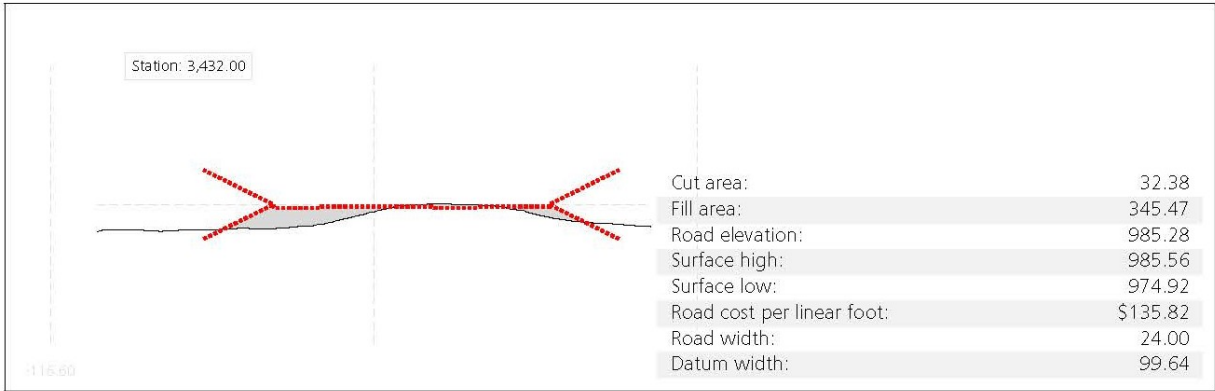 Station: 3,432.00
Cut area: 32.38
Fill area: 345.47
Road elevation: 985.28
Surface high: 985.56
Surface low: 974.92
Road cost per linear foot: $135.82
Road width: 24.00
Datum width: 99.64
-116.60